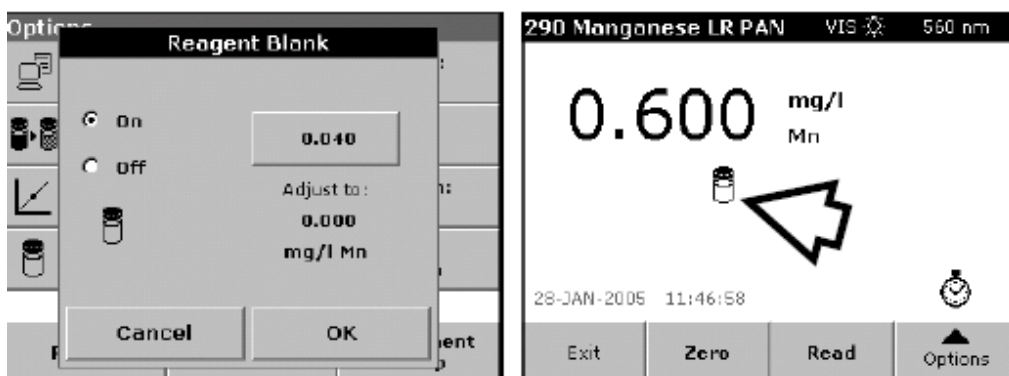 Options
Reagent Blank
On
0.040
Off
Adjust to:
0.000
mg/l Mn
Cancel
OK
290 Manganese LR PAN VIS 560 nm
0.600 mg/l
Mn
28-JAN-2005 11:46:58
Exit
Zero
Read
Options